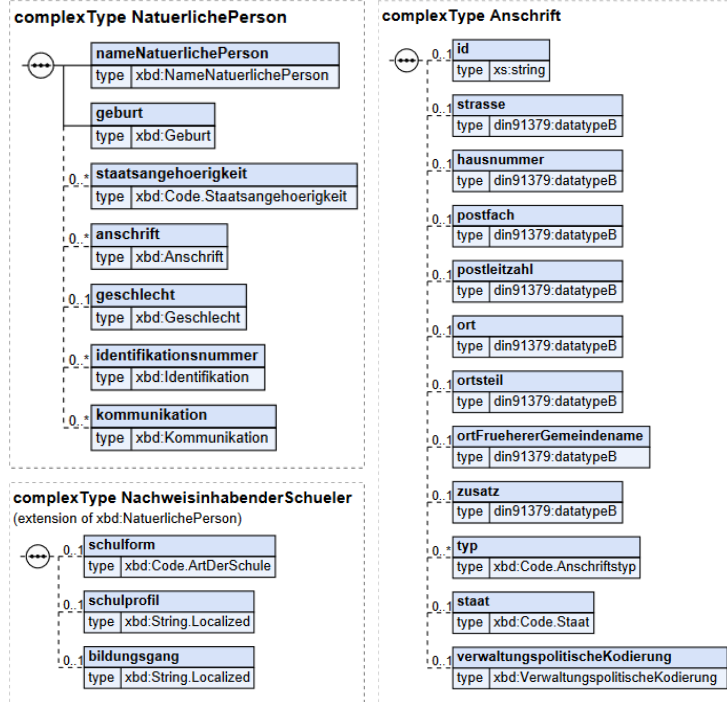 complexType NatuerlichePerson
nameNatuerlichePerson
type xbd:NameNatuerlichePerson
geburt
type xbd:Geburt
0..* staatsangehoerigkeit
type xbd:Code.Staatsangehoerigkeit
0..* anschrift
type xbd:Anschrift
0..1 geschlecht
type xbd:Geschlecht
0..* identifikationsnummer
type xbd:Identifikation
0..* kommunikation
type xbd:Kommunikation
complexType NachweisinhabenderSchueler
(extension of xbd:NatuerlichePerson)
0..1 schulform
type xbd:Code.ArtDerSchule
0..1 schulprofil
type xbd:String.Localized
0..1 bildungsgang
type xbd:String.Localized
complexType Anschrift
0..1 id
type xs:string
0..1 strasse
type din91379:datatypeB
0..1 hausnummer
type din91379:datatypeB
0..1 postfach
type din91379:datatypeB
0..1 postleitzahl
type din91379:datatypeB
0..1 ort
type din91379:datatypeB
0..1 ortsteil
type din91379:datatypeB
0..1 ortFruehererGemeindename
type din91379:datatypeB
0..1 zusatz
type din91379:datatypeB
0..* typ
type xbd:Code.Anschriftstyp
0..1 staat
type xbd:Code.Staat
0..1 verwaltungspolitischeKodierung
type xbd:VerwaltungspolitischeKodierung